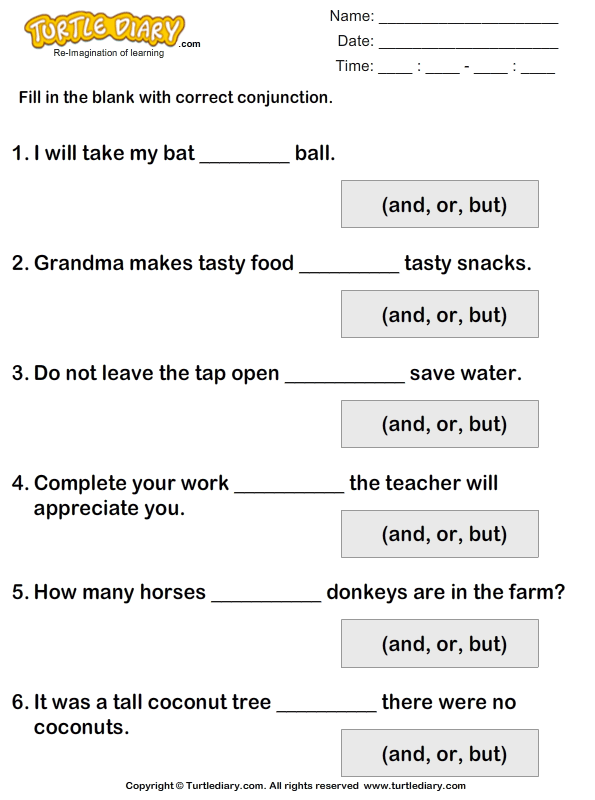 TURTLE DIARY.com
Re-Imagination of learning
Name: _____________________
Date: _____________________
Time: ____ : ____ - ____ : ____
Fill in the blank with correct conjunction.
1. I will take my bat _________ ball.
(and, or, but)
2. Grandma makes tasty food __________ tasty snacks.
(and, or, but)
3. Do not leave the tap open ____________ save water.
(and, or, but)
4. Complete your work ___________ the teacher will
appreciate you.
(and, or, but)
5. How many horses ___________ donkeys are in the farm?
(and, or, but)
6. It was a tall coconut tree __________ there were no
coconuts.
(and, or, but)
Copyright © Turtlediary.com. All rights reserved www.turtlediary.com